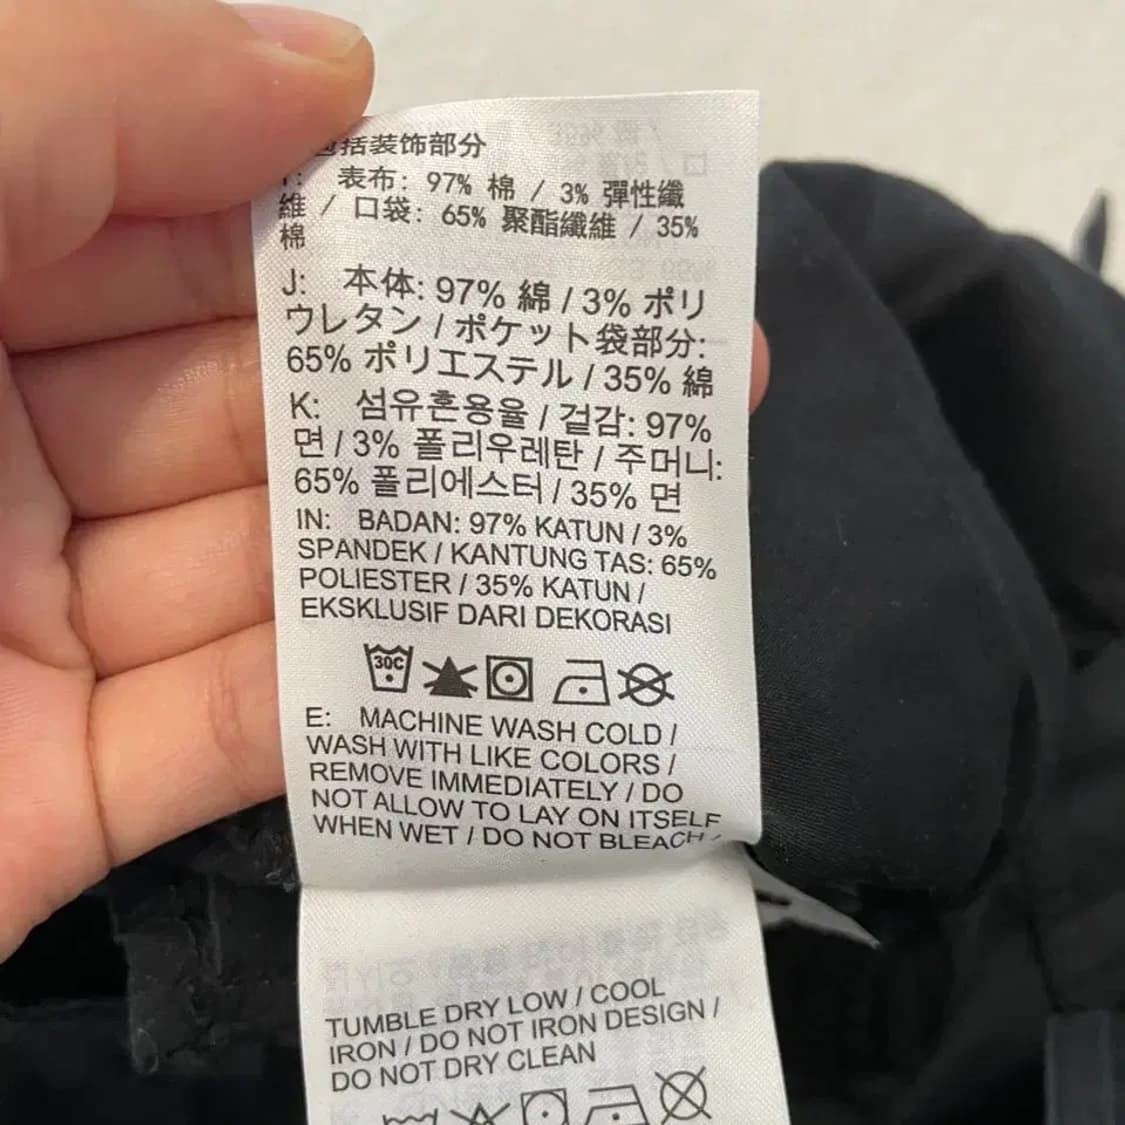 括装饰部分
表布: 97% 棉 / 3% 彈性纖
維 / 口袋: 65% 聚酯纖維 / 35%
棉
J: 本体: 97% 綿 / 3% ポリ
ウレタン / ポケット袋部分:
65% ポリエステル / 35% 綿
K: 섬유혼용율 / 겉감: 97%
면 / 3% 폴리우레탄 / 주머니:
65% 폴리에스터 / 35% 면
IN: BADAN: 97% KATUN / 3%
SPANDEK / KANTUNG TAS: 65%
POLIESTER / 35% KATUN /
EKSKLUSIF DARI DEKORASI
30C
E: MACHINE WASH COLD /
WASH WITH LIKE COLORS /
REMOVE IMMEDIATELY / DO
NOT ALLOW TO LAY ON ITSELF
WHEN WET / DO NOT BLEACH /
TUMBLE DRY LOW / COOL
IRON / DO NOT IRON DESIGN /
DO NOT DRY CLEAN